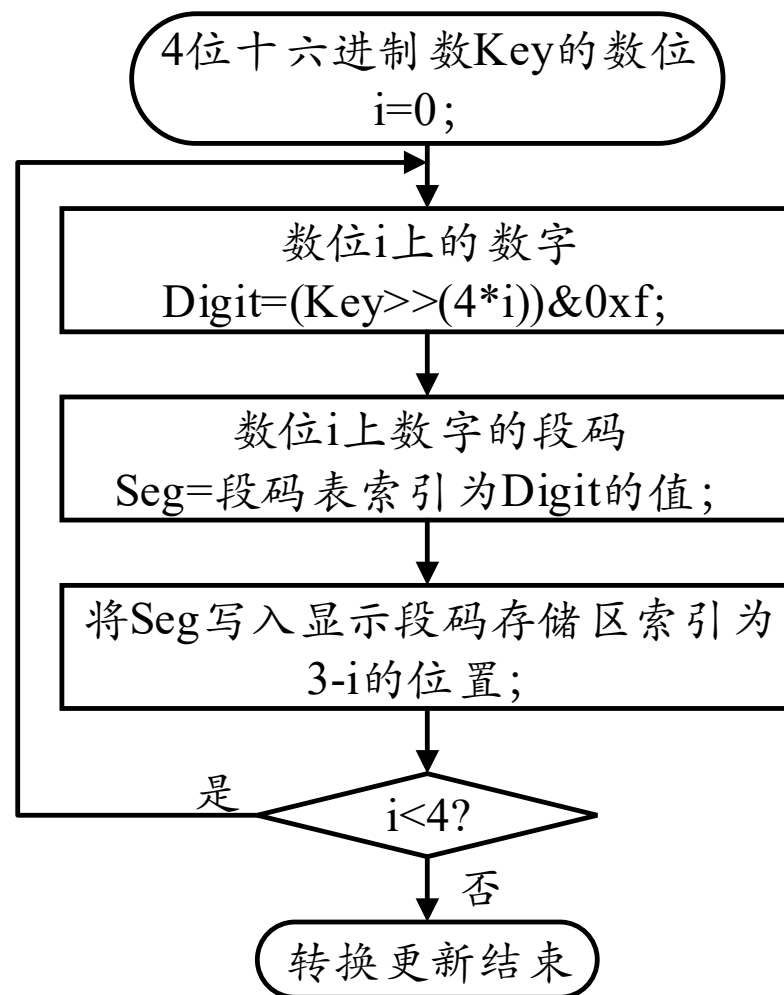 4位十六进制数Key的数位
i=0;
数位i上的数字
Digit=(Key>>(4*i))&0xf;
数位i上数字的段码
Seg=段码表索引为Digit的值;
将Seg写入显示段码存储区索引为
3-i的位置;
是
i<4?
否
转换更新结束